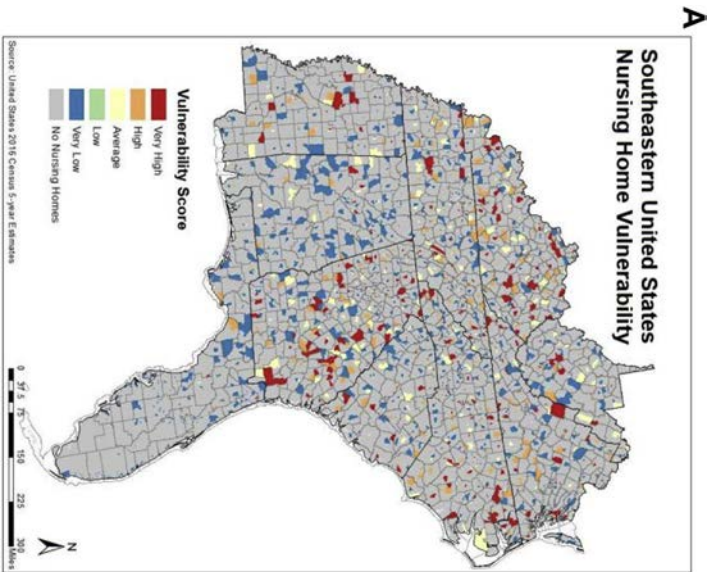 A
Southeastern United States
Nursing Home Vulnerability
Vulnerability Score
Very High
High
Average
Low
Very Low
No Nursing Homes
0 37.5 75 150 225 300 Miles
N
Source: United States 2016 Census 5-year Estimates